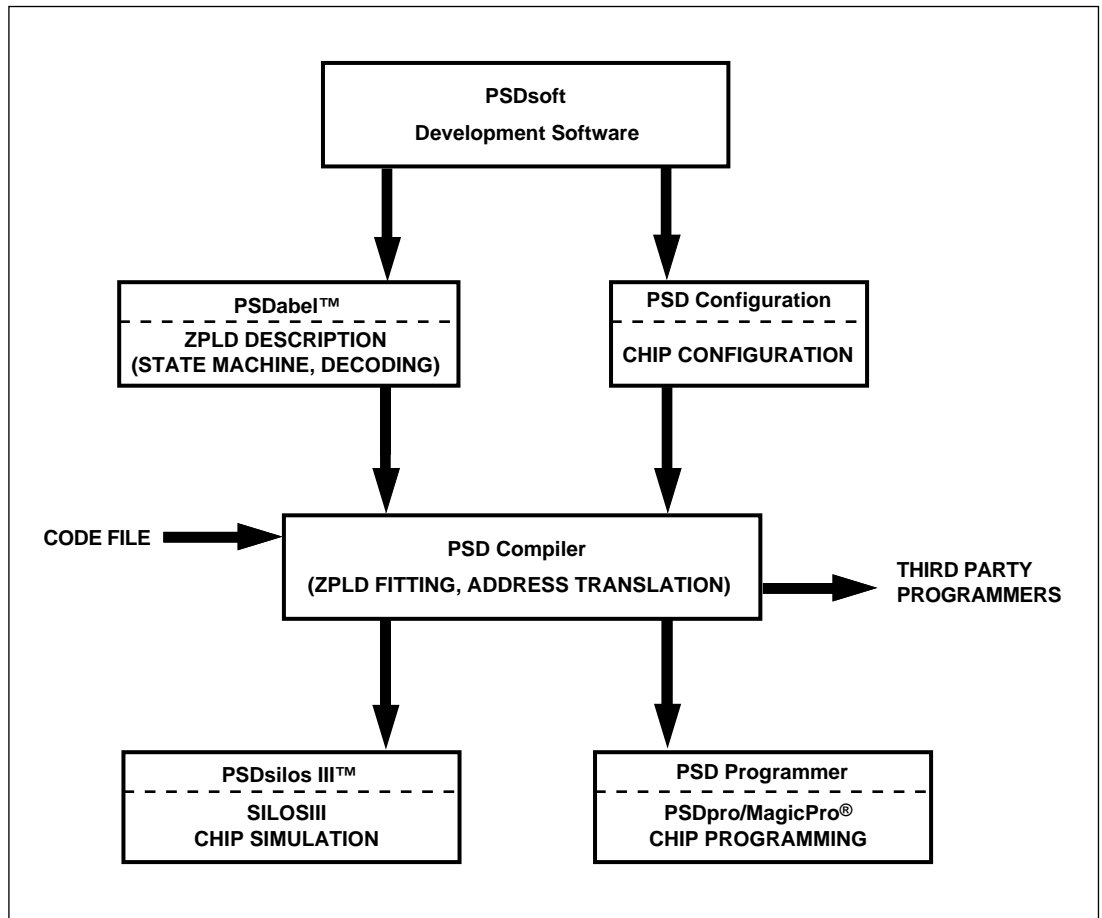 PSDsoft
Development Software
PSDabel™
ZPLD DESCRIPTION
(STATE MACHINE, DECODING)
PSD Configuration
CHIP CONFIGURATION
CODE FILE
PSD Compiler
(ZPLD FITTING, ADDRESS TRANSLATION)
THIRD PARTY
PROGRAMMERS
PSDsilos III™
SILOSIII
CHIP SIMULATION
PSD Programmer
PSDpro/MagicPro®
CHIP PROGRAMMING